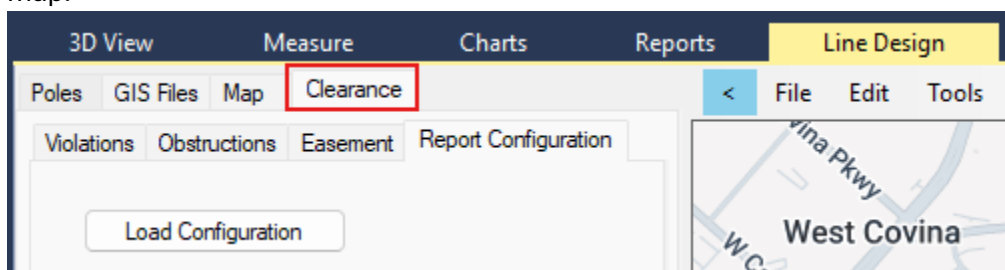 map.
3D View Measure Charts Reports Line Design
Poles GIS Files Map Clearance < File Edit Tools
Violations Obstructions Easement Report Configuration
vina Pkwy
Load Configuration
West Covina
W C